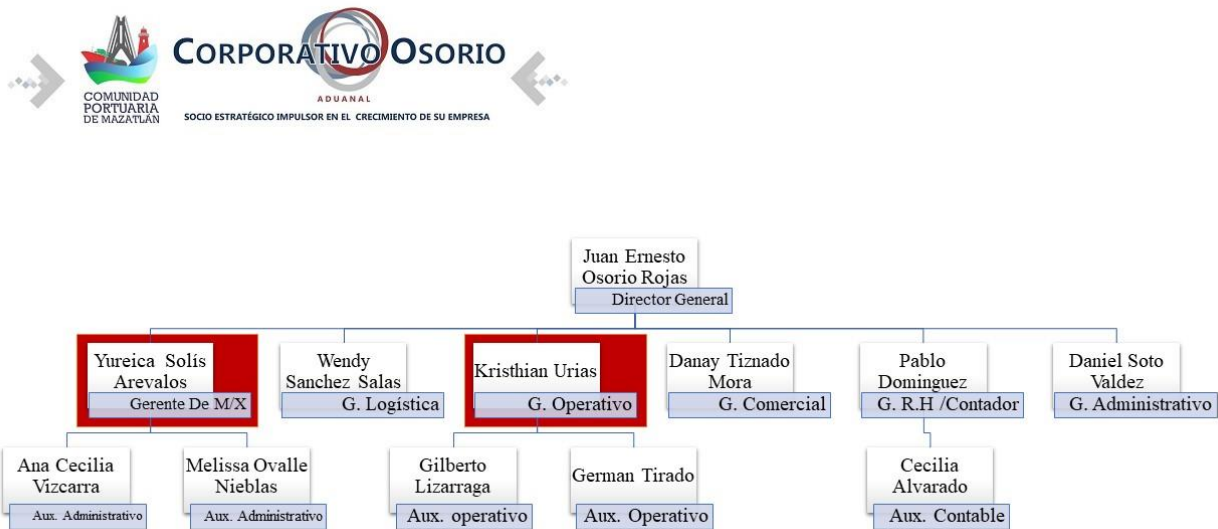 COMUNIDAD
PORTUARIA
DE MAZATLÁN
CORPORATIVO OSORIO
ADUANAL
SOCIO ESTRATÉGICO IMPULSOR EN EL CRECIMIENTO DE SU EMPRESA
Juan Ernesto
Osorio Rojas
Director General
Yureica Solís
Arevalos
Gerente De M/X
Wendy
Sanchez Salas
G. Logística
Kristhian Urias
G. Operativo
Danay Tiznado
Mora
G. Comercial
Pablo
Dominguez
G. R.H /Contador
Daniel Soto
Valdez
G. Administrativo
Ana Cecilia
Vizcarra
Aux. Administrativo
Melissa Ovalle
Nieblas
Aux. Administrativo
Gilberto
Lizarraga
Aux. operativo
German Tirado
Aux. Operativo
Cecilia
Alvarado
Aux. Contable